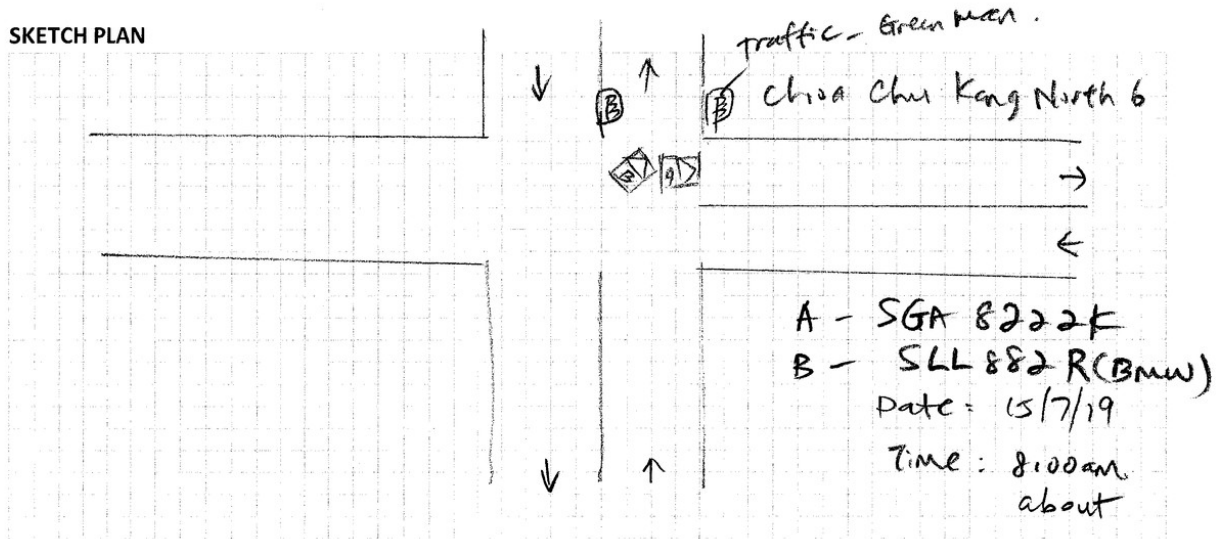 SKETCH PLAN
traffic - Green Man.
B
B
Choa Chu Kang North 6
B
A - SGA 8222K
B - SLL 882 R (BMW)
Date: 15/7/19
Time: 8:00am.
about